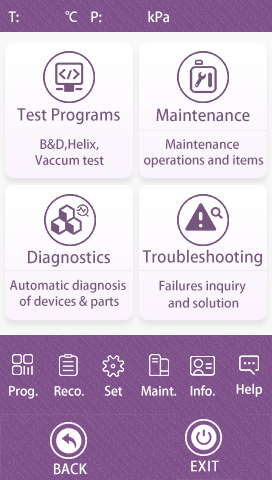 T: ℃ P: kPa
Test Programs
B&D,Helix,
Vaccum test
Maintenance
Maintenance
operations and items
Diagnostics
Automatic diagnosis
of devices & parts
Troubleshooting
Failures inquiry
and solution
Prog. Reco. Set Maint. Info. Help
BACK EXIT